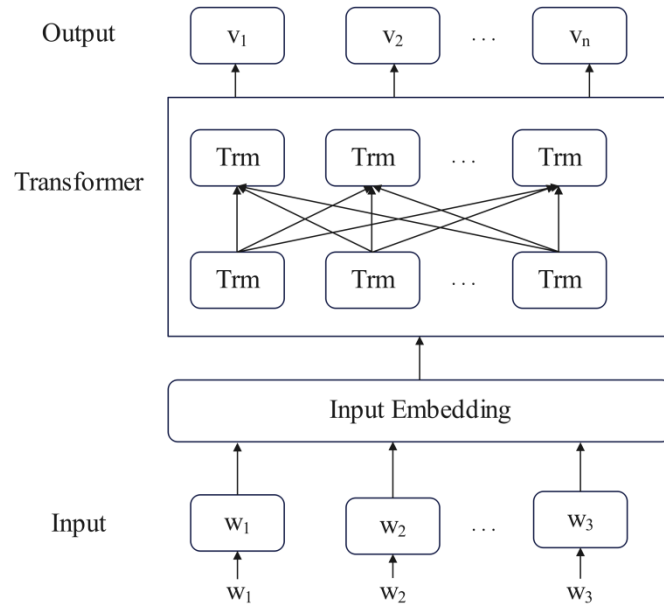 Output v₁ v₂ ... vₙ
Trm Trm ... Trm
Transformer
Trm Trm ... Trm
Input Embedding
Input w₁ w₂ ... w₃
w₁ w₂ w₃